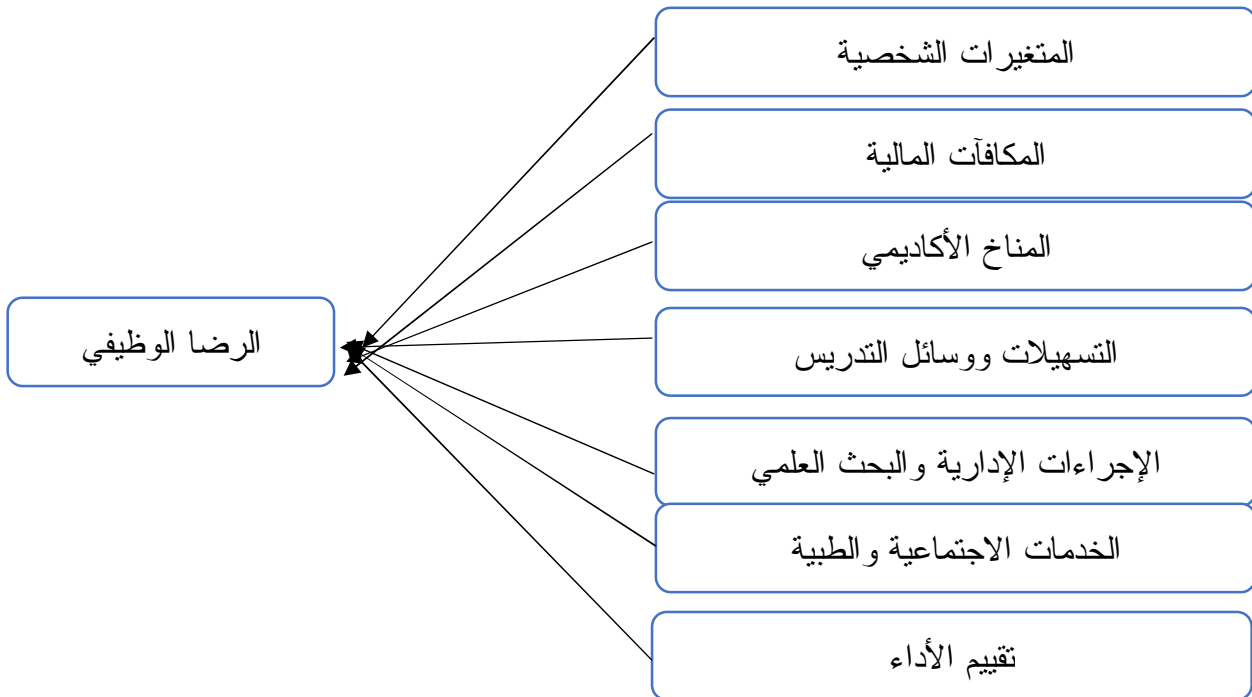 المتغيرات الشخصية
المكافآت المالية
المناخ الأكاديمي
التسهيلات ووسائل التدريس
الإجراءات الإدارية والبحث العلمي
الخدمات الاجتماعية والطبية
تقييم الأداء
الرضا الوظيفي